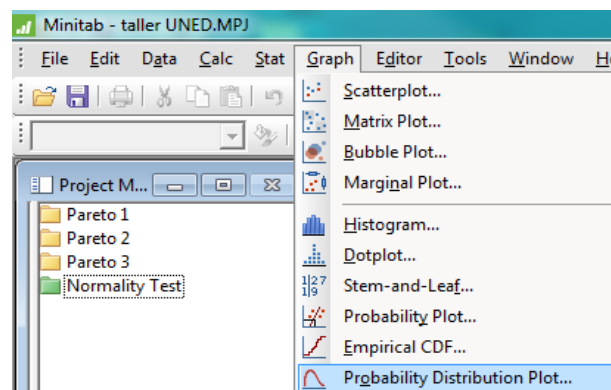 Minitab - taller UNED.MPJ
File Edit Data Calc Stat Graph Editor Tools Window
Scatterplot...
Matrix Plot...
Bubble Plot...
Marginal Plot...
Project M...
Pareto 1
Pareto 2
Pareto 3
Normality Test
Histogram...
Dotplot...
Stem-and-Leaf...
Probability Plot...
Empirical CDF...
Probability Distribution Plot...